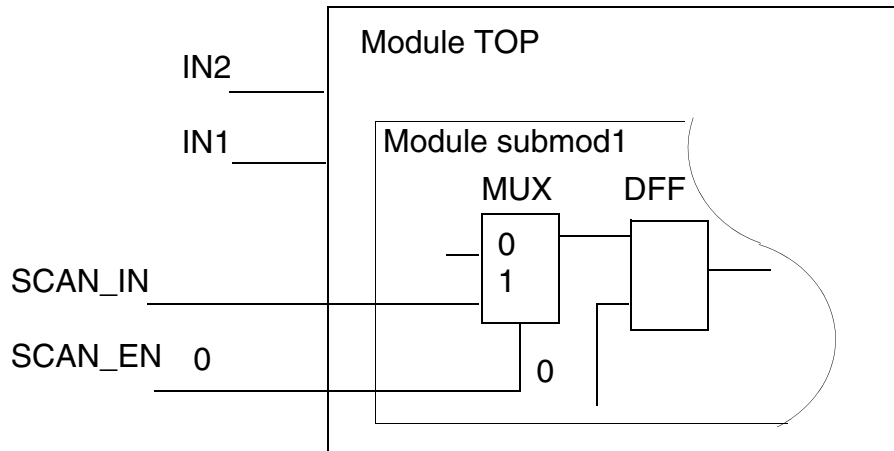 Module TOP
IN2
IN1
Module submod1
MUX
DFF
0
1
SCAN_IN
SCAN_EN 0
0